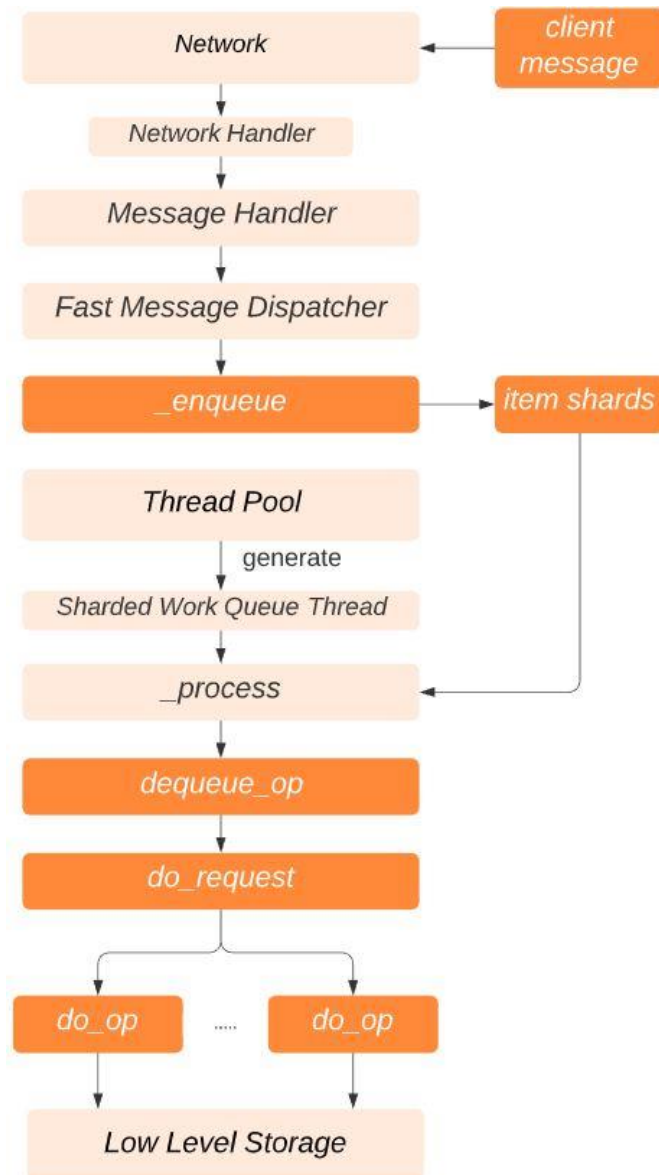 Network
client
message
Network Handler
Message Handler
Fast Message Dispatcher
_enqueue
item shards
Thread Pool
generate
Sharded Work Queue Thread
_process
dequeue_op
do_request
do_op
.....
do_op
Low Level Storage